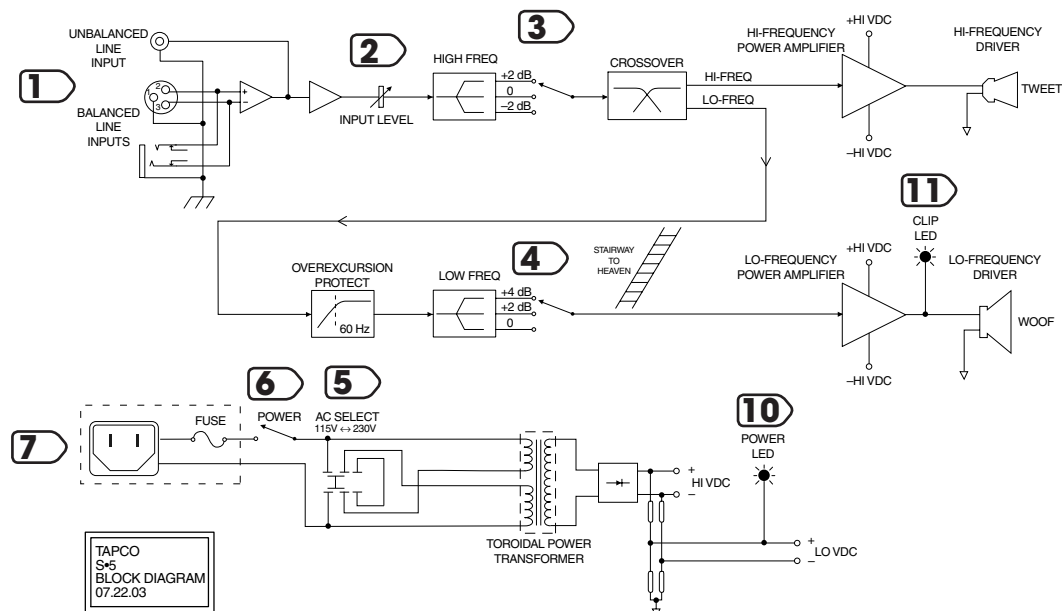 UNBALANCED
LINE
INPUT
1
2
1
3
+
−
BALANCED
LINE
INPUTS
2
INPUT LEVEL
HIGH FREQ
+2 dB
0
−2 dB
3
CROSSOVER
HI-FREQ
LO-FREQ
HI-FREQUENCY
POWER AMPLIFIER
+HI VDC
−HI VDC
HI-FREQUENCY
DRIVER
TWEET
OVEREXCURSION
PROTECT
60 Hz
LOW FREQ
+4 dB
+2 dB
0
4
STAIRWAY
TO
HEAVEN
LO-FREQUENCY
POWER AMPLIFIER
+HI VDC
−HI VDC
11
CLIP
LED
LO-FREQUENCY
DRIVER
WOOF
7
FUSE
6
POWER
5
AC SELECT
115V ↔ 230V
TOROIDAL POWER
TRANSFORMER
+
HI VDC
−
10
POWER
LED
+
LO VDC
−
TAPCO
S•5
BLOCK DIAGRAM
07.22.03